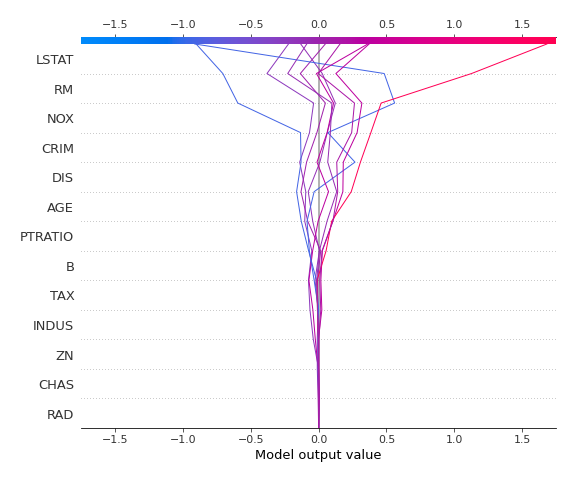 −1.5 −1.0 −0.5 0.0 0.5 1.0 1.5
LSTAT
RM
NOX
CRIM
DIS
AGE
PTRATIO
B
TAX
INDUS
ZN
CHAS
RAD
−1.5 −1.0 −0.5 0.0 0.5 1.0 1.5
Model output value